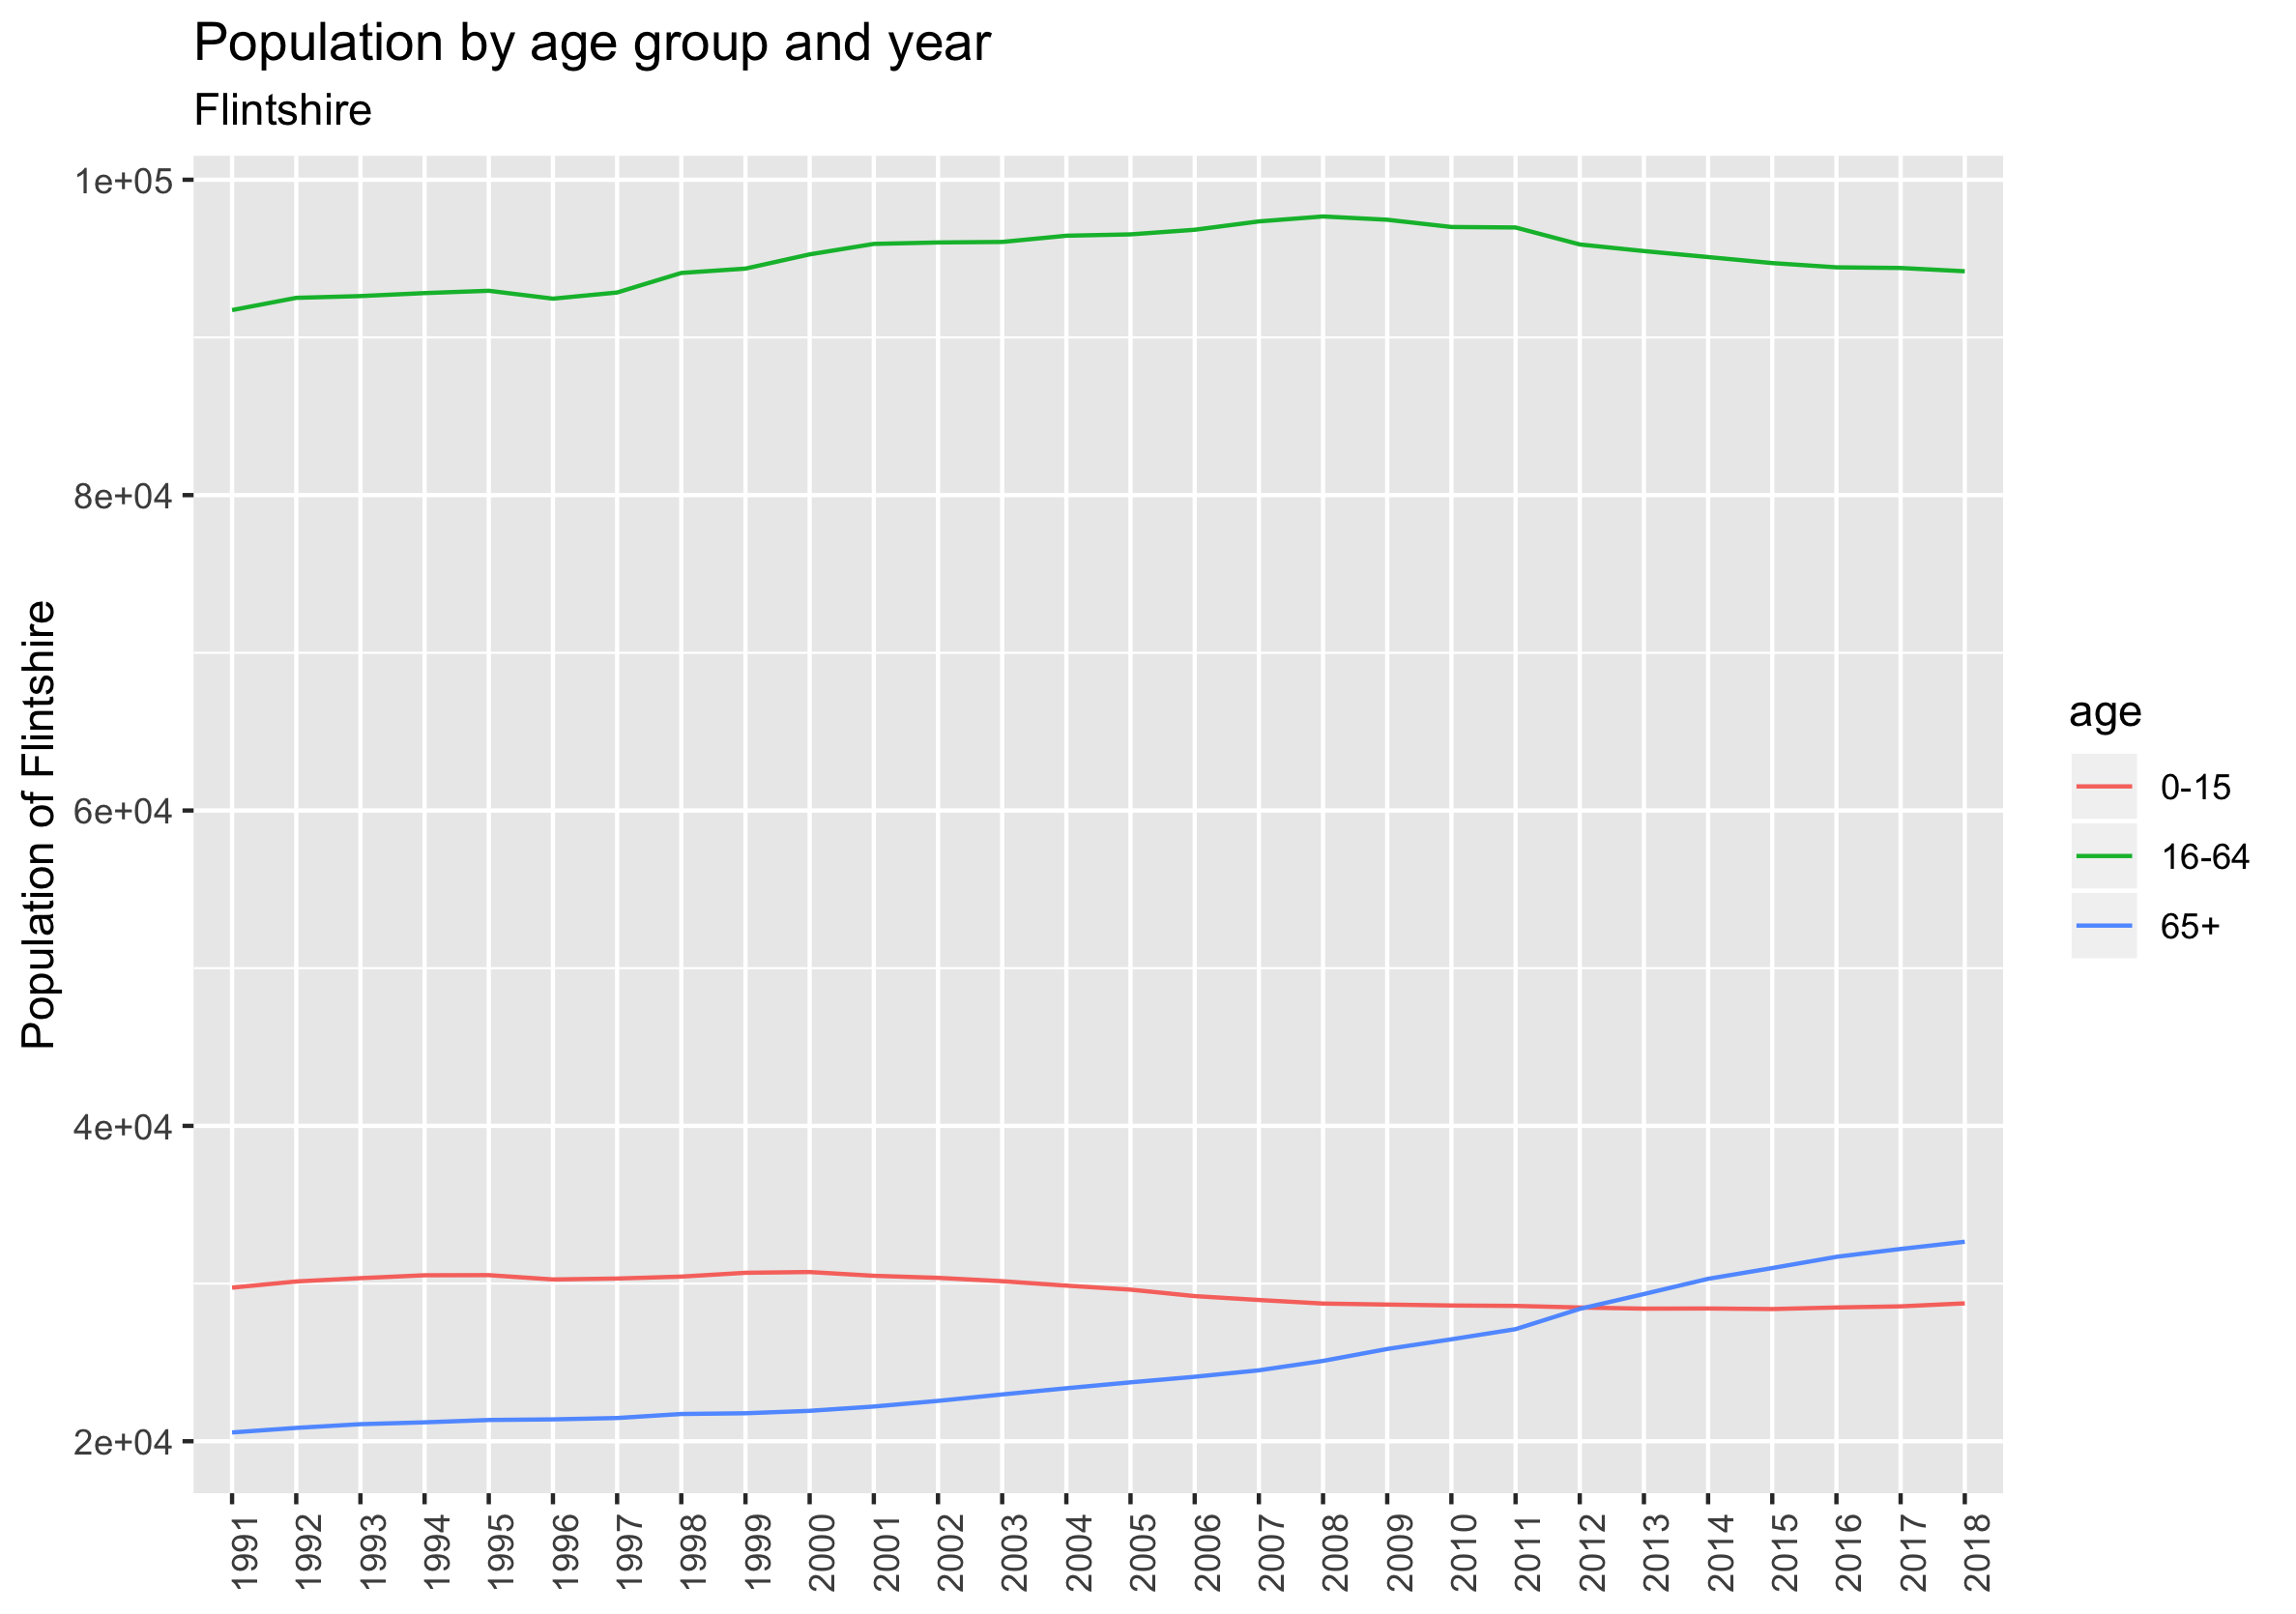 Population by age group and year
Flintshire
Population of Flintshire
1e+05
8e+04
6e+04
4e+04
2e+04
1991 1992 1993 1994 1995 1996 1997 1998 1999 2000 2001 2002 2003 2004 2005 2006 2007 2008 2009 2010 2011 2012 2013 2014 2015 2016 2017 2018
age
0-15
16-64
65+